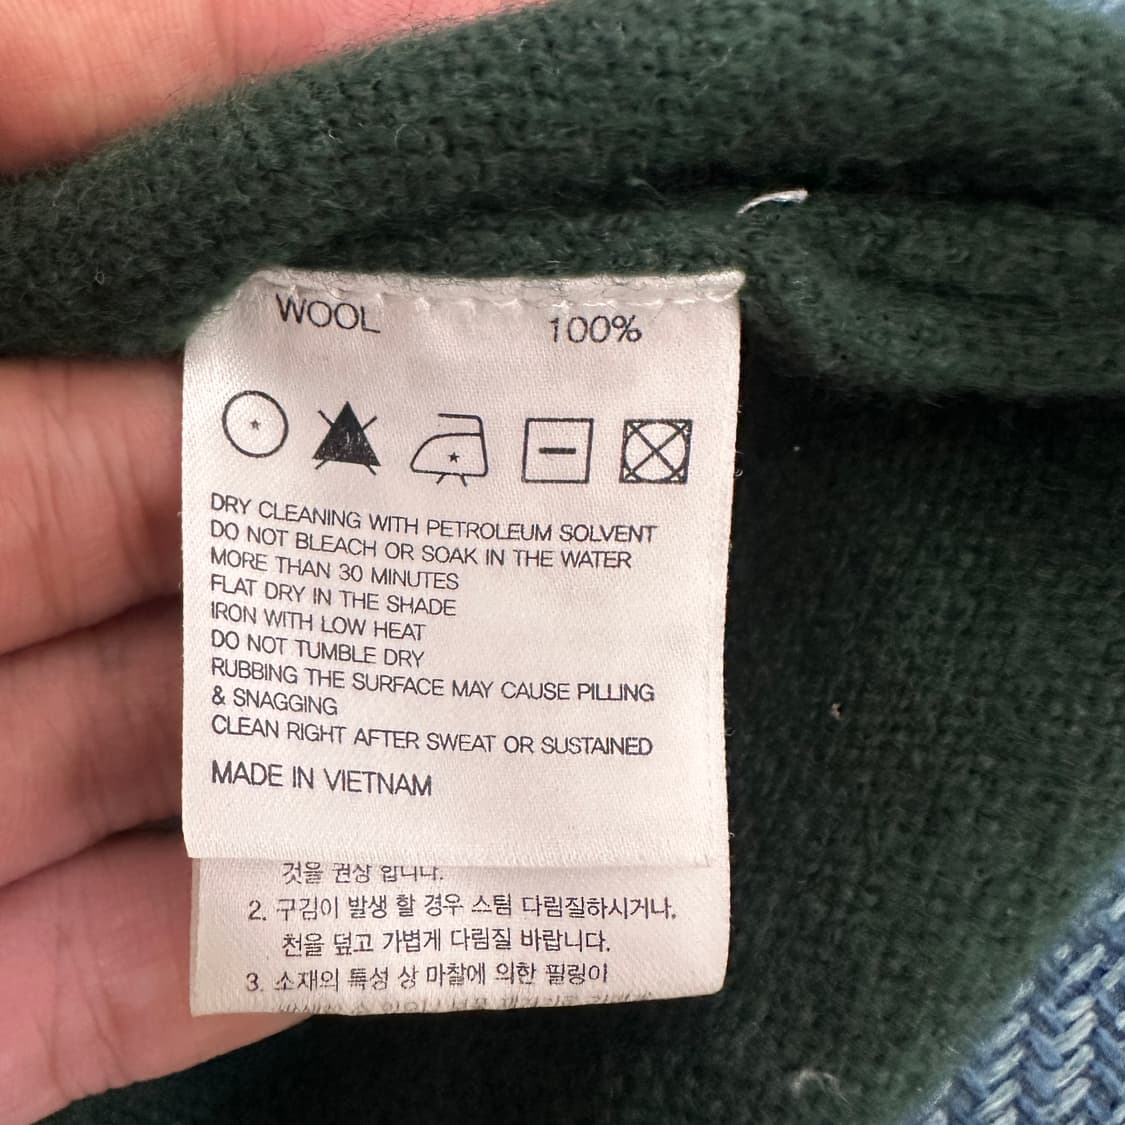 WOOL 100%
DRY CLEANING WITH PETROLEUM SOLVENT
DO NOT BLEACH OR SOAK IN THE WATER
MORE THAN 30 MINUTES
FLAT DRY IN THE SHADE
IRON WITH LOW HEAT
DO NOT TUMBLE DRY
RUBBING THE SURFACE MAY CAUSE PILLING
& SNAGGING
CLEAN RIGHT AFTER SWEAT OR SUSTAINED
MADE IN VIETNAM
것을 권상 입니다.
2. 구김이 발생 할 경우 스팀 다림질하시거나,
천을 덮고 가볍게 다림질 바랍니다.
3. 소재의 특성 상 마찰에 의한 필링이